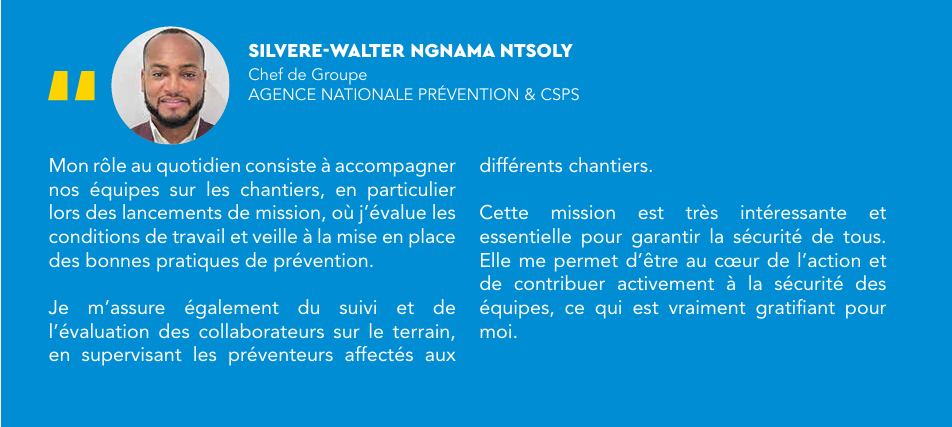 SILVERE-WALTER NGNAMA NTSOLY
Chef de Groupe
AGENCE NATIONALE PRÉVENTION & CSPS
Mon rôle au quotidien consiste à accompagner
nos équipes sur les chantiers, en particulier
lors des lancements de mission, où j’évalue les
conditions de travail et veille à la mise en place
des bonnes pratiques de prévention.
Je m’assure également du suivi et de
l’évaluation des collaborateurs sur le terrain,
en supervisant les préventeurs affectés aux
différents chantiers.
Cette mission est très intéressante et
essentielle pour garantir la sécurité de tous.
Elle me permet d’être au cœur de l’action et
de contribuer activement à la sécurité des
équipes, ce qui est vraiment gratifiant pour
moi.